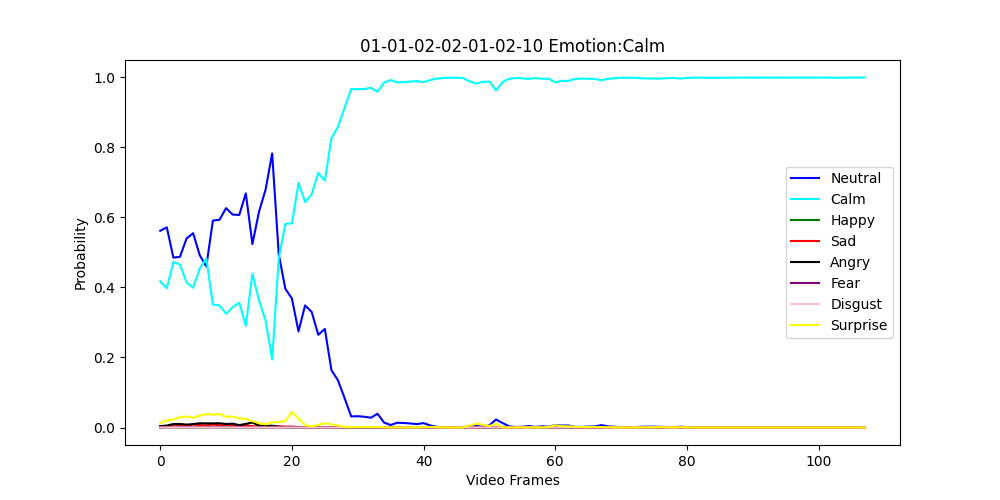 01-01-02-02-01-02-10 Emotion:Calm
Probability
1.0
0.8
0.6
0.4
0.2
0.0
0 20 40 60 80 100
Video Frames
Neutral
Calm
Happy
Sad
Angry
Fear
Disgust
Surprise